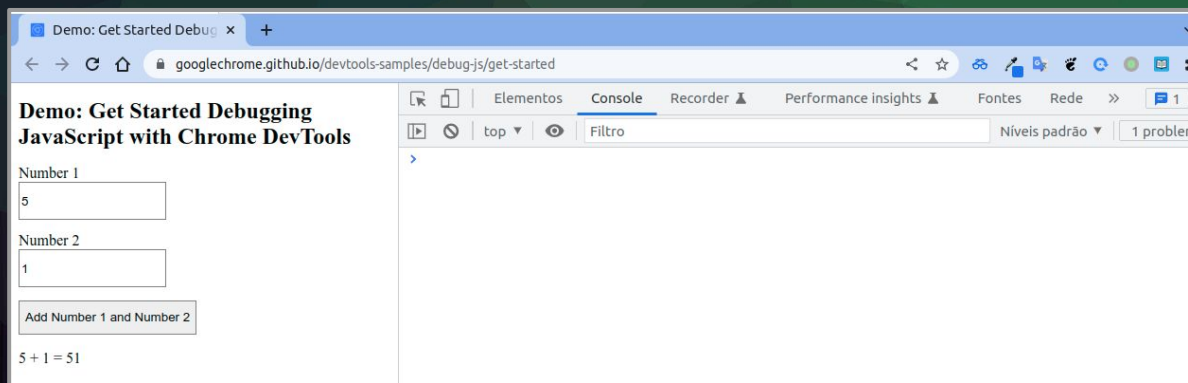 Demo: Get Started Debug
googlechrome.github.io/devtools-samples/debug-js/get-started
Demo: Get Started Debugging
JavaScript with Chrome DevTools
Number 1
5
Number 2
1
Add Number 1 and Number 2
5 + 1 = 51
Elementos Console Recorder Performance insights Fontes Rede 1
top Filtro Níveis padrão 1 probler